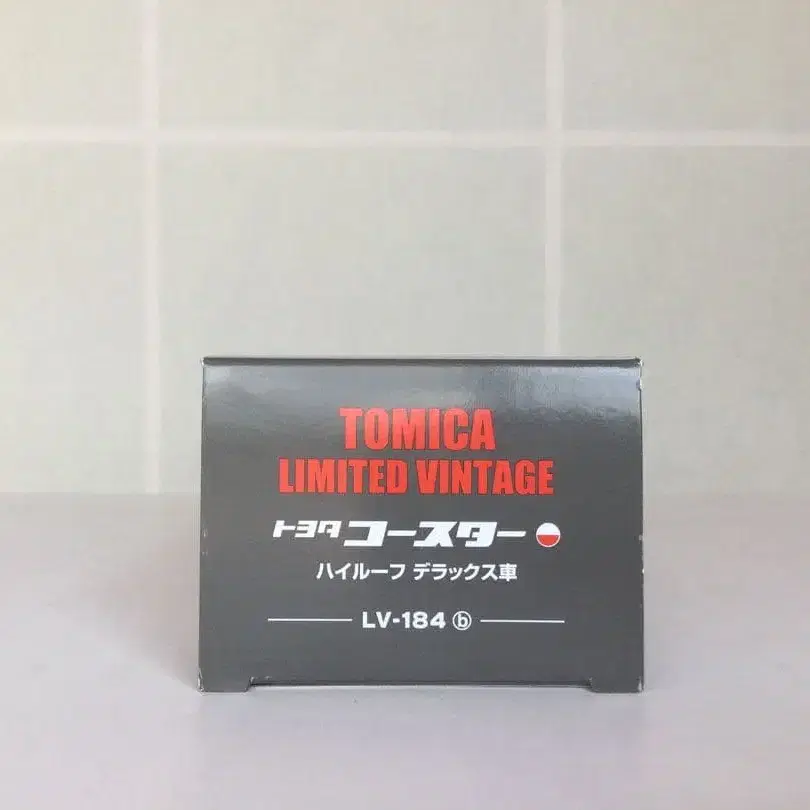 TOMICA
LIMITED VINTAGE
トヨタ コースター
ハイルーフ デラックス車
LV-184 ⓑ